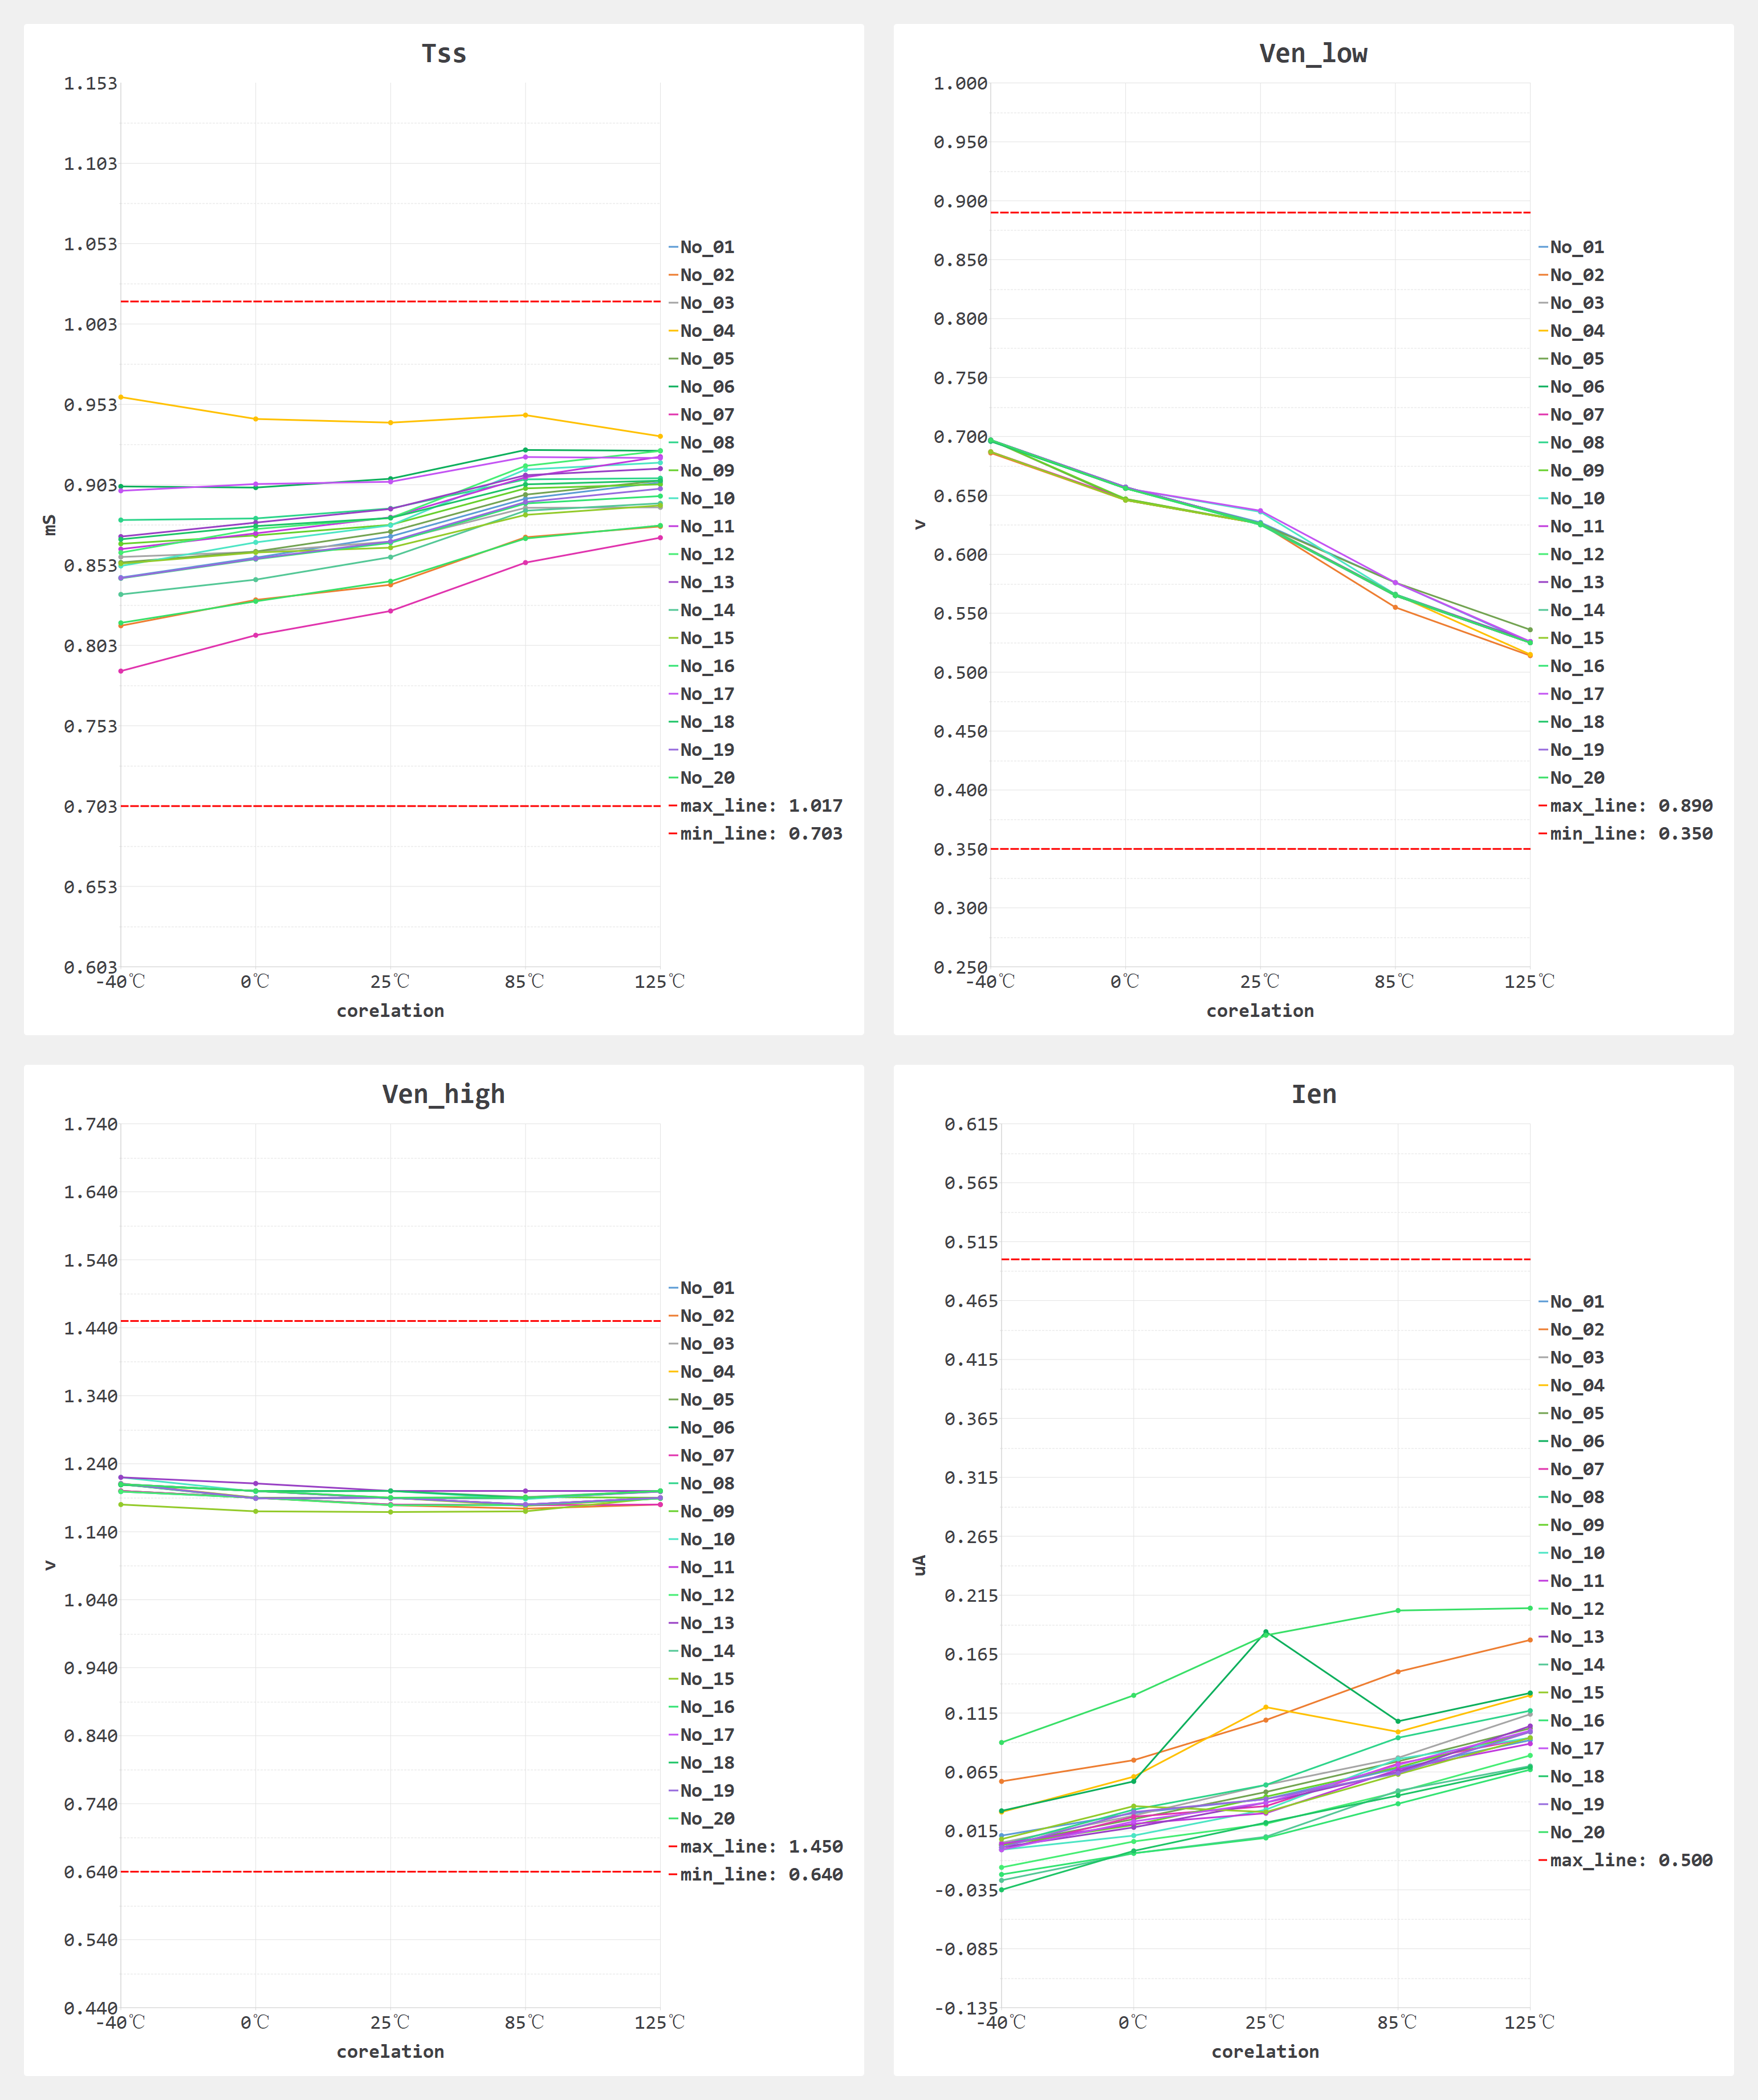 Tss
1.153
1.103
1.053
1.003
0.953
0.903
0.853
0.803
0.753
0.703
0.653
0.603
mS
-40℃ 0℃ 25℃ 85℃ 125℃
corelation
No_01
No_02
No_03
No_04
No_05
No_06
No_07
No_08
No_09
No_10
No_11
No_12
No_13
No_14
No_15
No_16
No_17
No_18
No_19
No_20
max_line: 1.017
min_line: 0.703
Ven_low
1.000
0.950
0.900
0.850
0.800
0.750
0.700
0.650
0.600
0.550
0.500
0.450
0.400
0.350
0.300
0.250
v
-40℃ 0℃ 25℃ 85℃ 125℃
corelation
No_01
No_02
No_03
No_04
No_05
No_06
No_07
No_08
No_09
No_10
No_11
No_12
No_13
No_14
No_15
No_16
No_17
No_18
No_19
No_20
max_line: 0.890
min_line: 0.350
Ven_high
1.740
1.640
1.540
1.440
1.340
1.240
1.140
1.040
0.940
0.840
0.740
0.640
0.540
0.440
v
-40℃ 0℃ 25℃ 85℃ 125℃
corelation
No_01
No_02
No_03
No_04
No_05
No_06
No_07
No_08
No_09
No_10
No_11
No_12
No_13
No_14
No_15
No_16
No_17
No_18
No_19
No_20
max_line: 1.450
min_line: 0.640
Ien
0.615
0.565
0.515
0.465
0.415
0.365
0.315
0.265
0.215
0.165
0.115
0.065
0.015
-0.035
-0.085
-0.135
uA
-40℃ 0℃ 25℃ 85℃ 125℃
corelation
No_01
No_02
No_03
No_04
No_05
No_06
No_07
No_08
No_09
No_10
No_11
No_12
No_13
No_14
No_15
No_16
No_17
No_18
No_19
No_20
max_line: 0.500